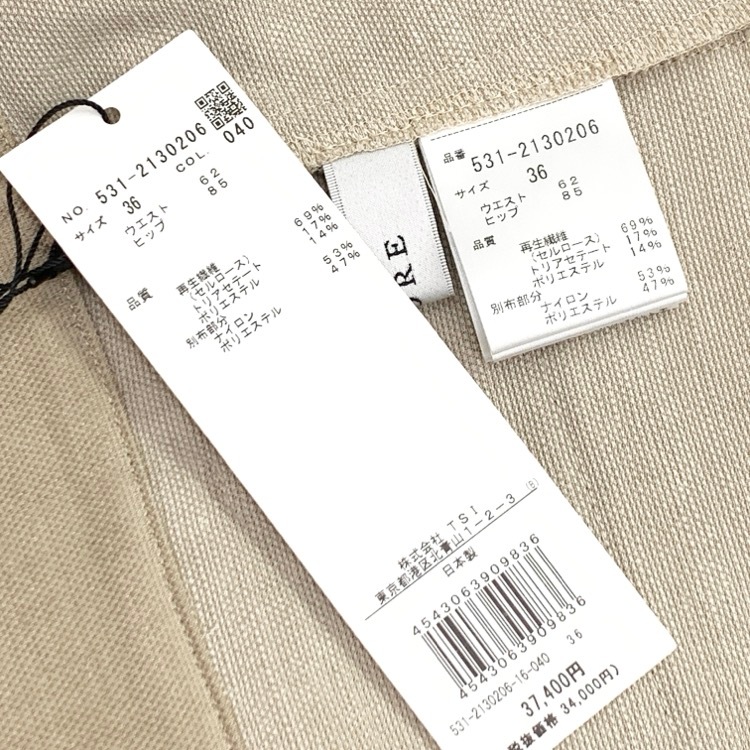 NO. 531-2130206
サイズ 36 COL. 040
ウエスト 62
ヒップ 85
品質 再生繊維
(セルロース) 69%
トリアセテート 17%
ポリエステル 14%
別布部分
ナイロン 53%
ポリエステル 47%
株式会社 TSI
東京都港区北青山1-2-3
日本製
4543063909836
4543063909836
531-2130206-16-040 36
37,400円
税抜価格 34,000円)
品番 531-2130206
サイズ 36
ウエスト 62
ヒップ 85
品質 再生繊維
(セルロース) 69%
トリアセテート 17%
ポリエステル 14%
別布部分
ナイロン 53%
ポリエステル 47%
ORE